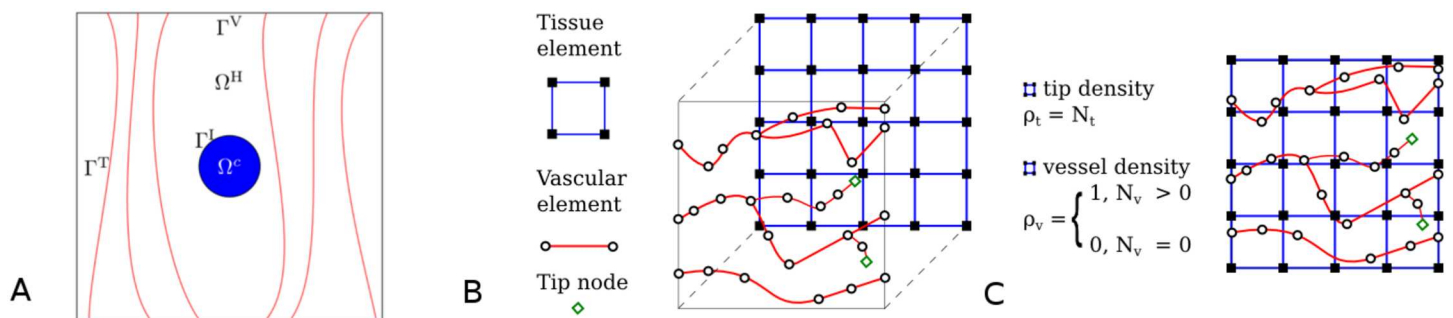 A
Γ^V
Ω^H
Γ^I
Ω^c
Γ^T
B
Tissue
element
Vascular
element
Tip node
C
tip density
ρ_t = N_t
vessel density
ρ_v = { 1, N_v > 0
0, N_v = 0